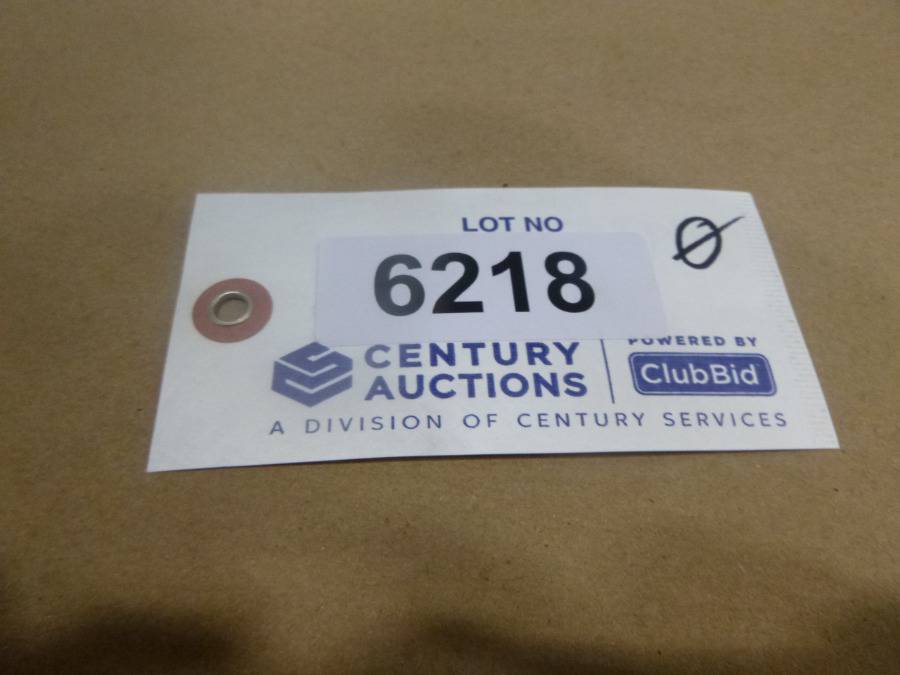 LOT NO
6218
Ø
CENTURY
AUCTIONS
POWERED BY
ClubBid
A DIVISION OF CENTURY SERVICES